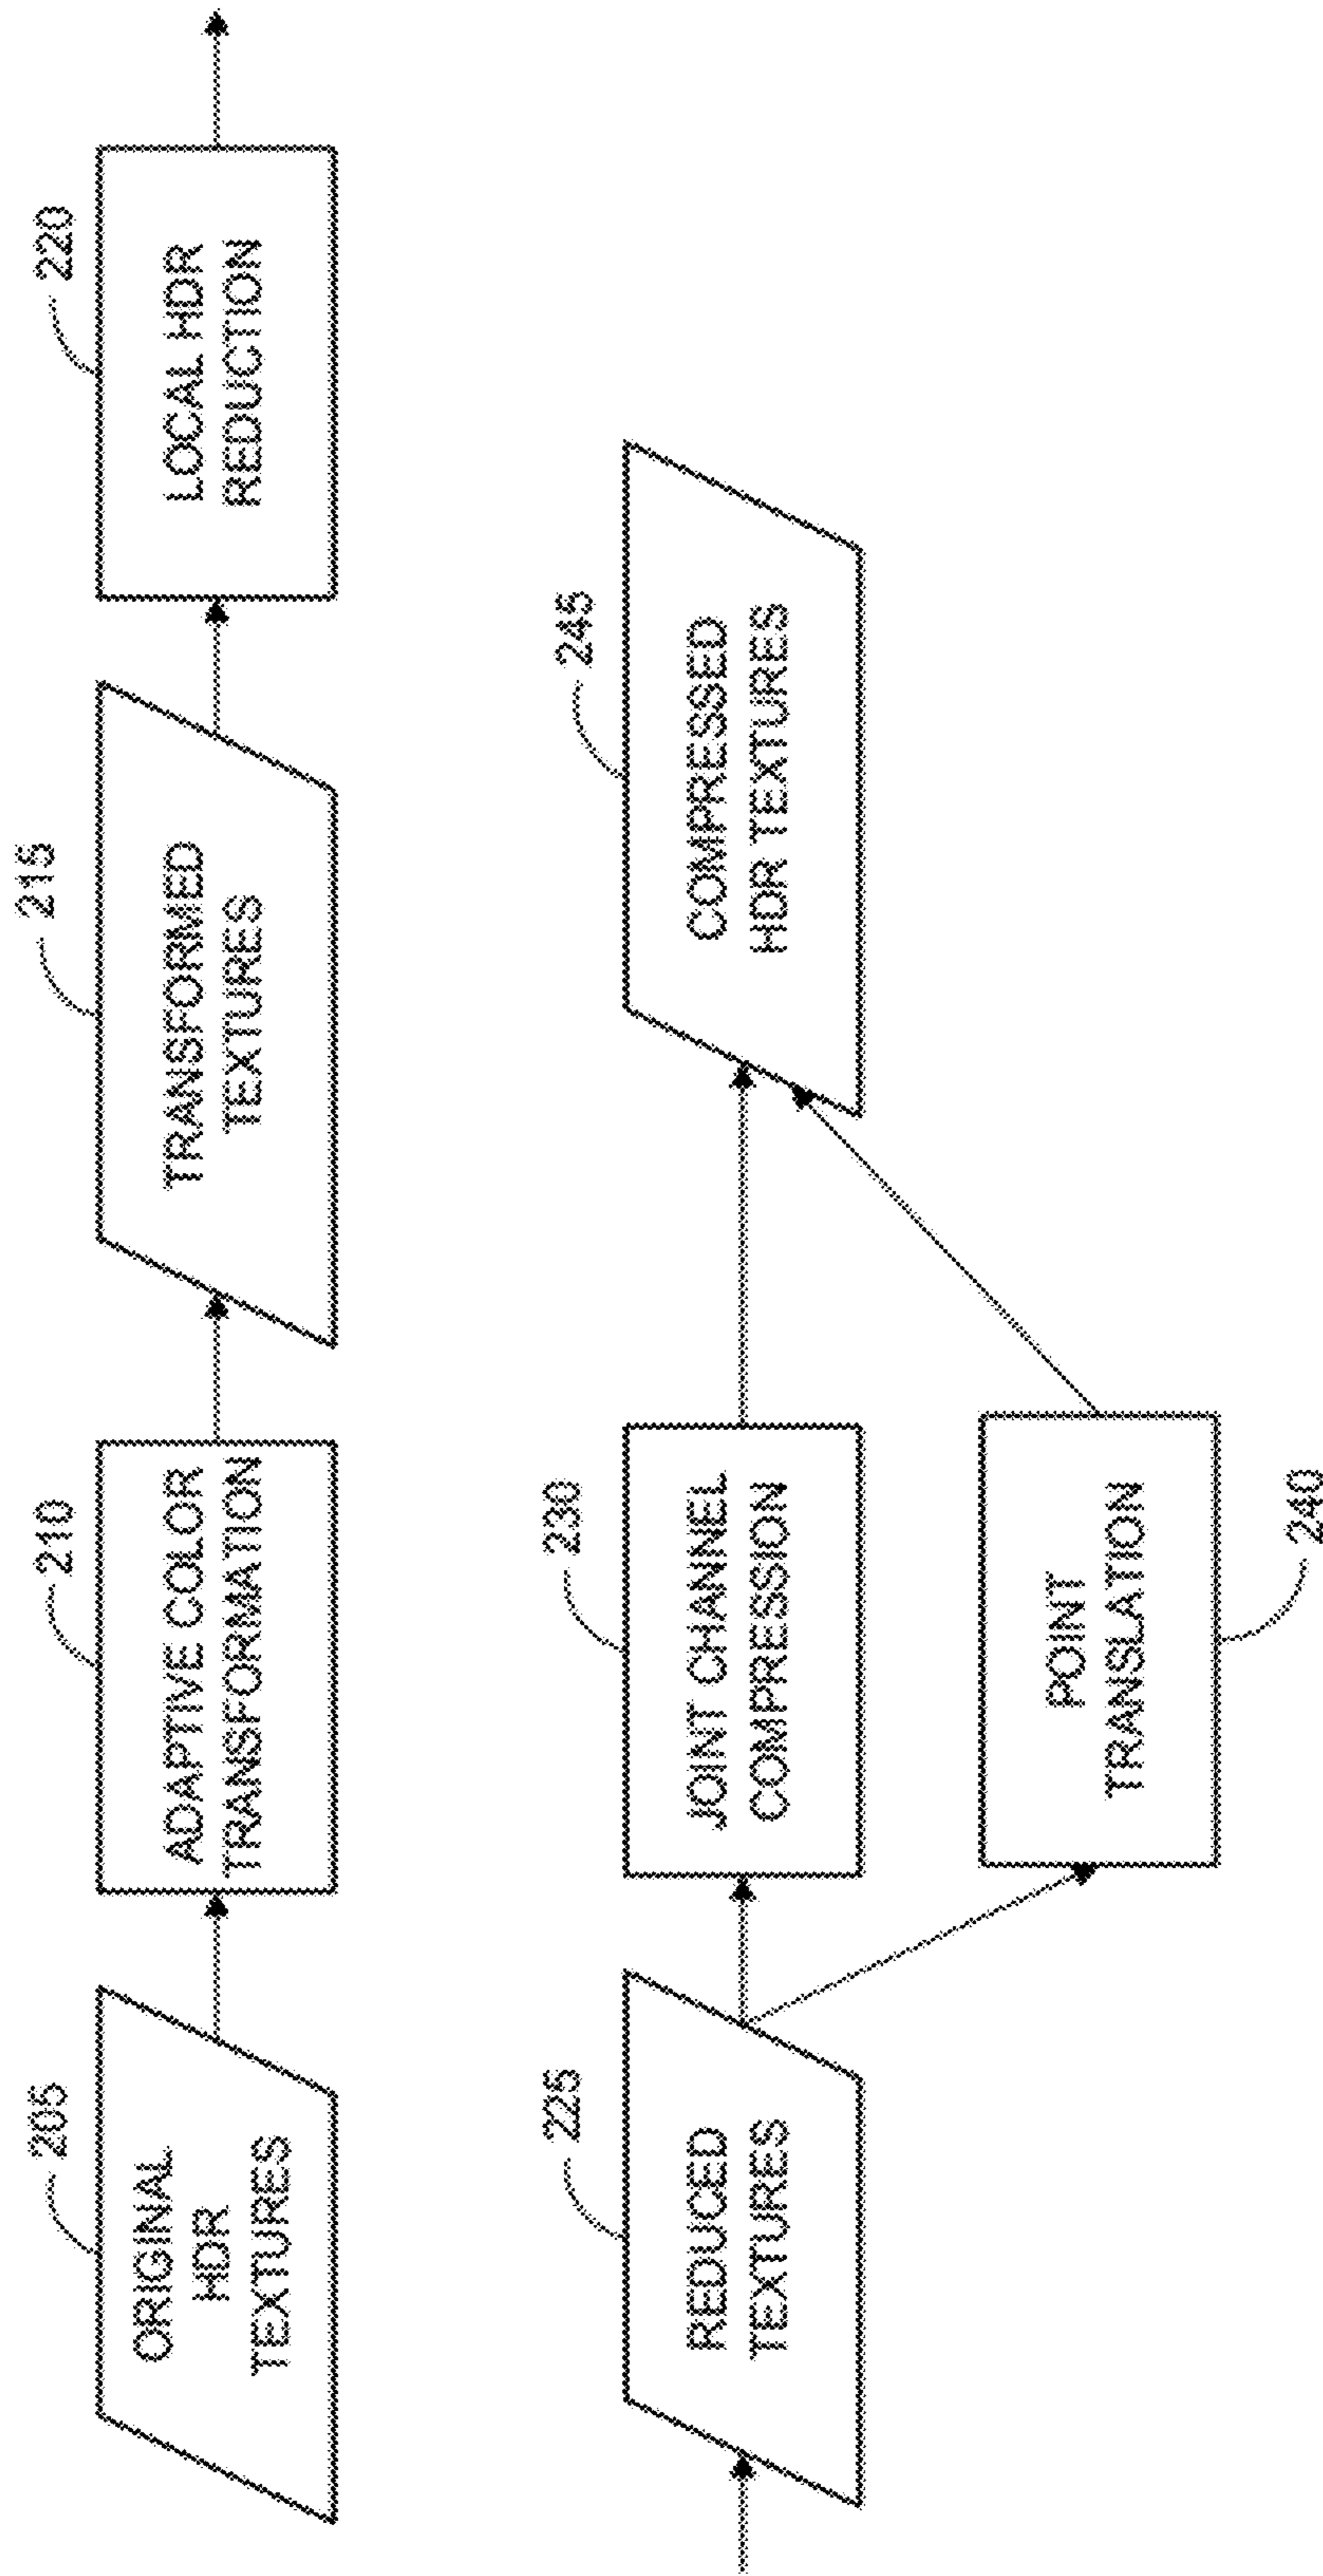 205
ORIGINAL
HDR
TEXTURES
210
ADAPTIVE COLOR
TRANSFORMATION
215
TRANSFORMED
TEXTURES
220
LOCAL HDR
REDUCTION
225
REDUCED
TEXTURES
230
JOINT CHANNEL
COMPRESSION
POINT
TRANSLATION
240
245
COMPRESSED
HDR TEXTURES